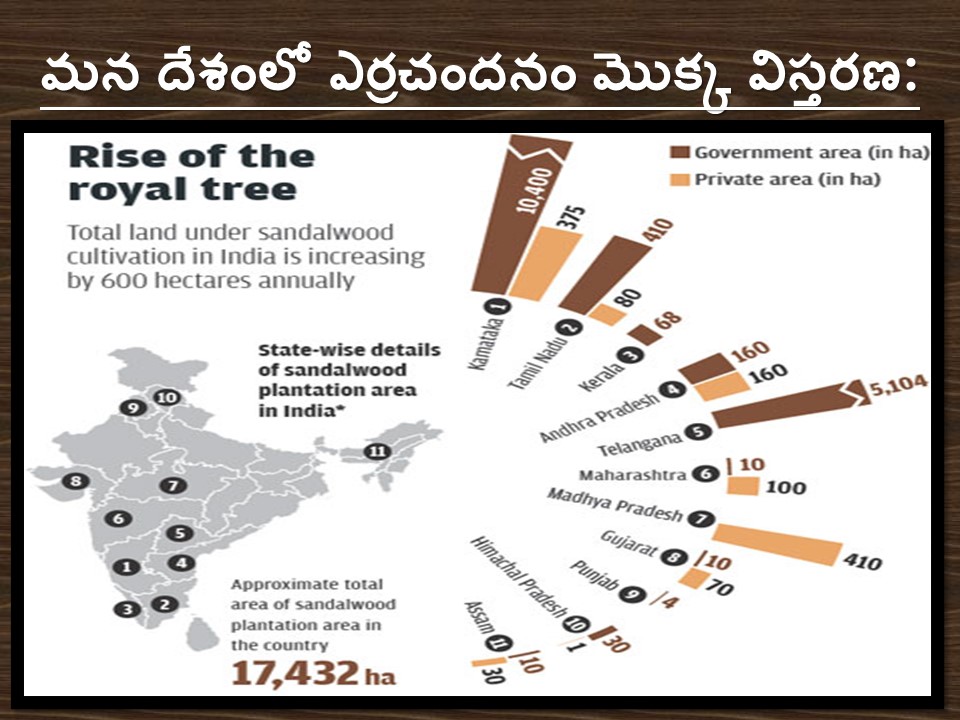 మన దేశంలో ఎర్రచందనం మొక్క విస్తరణ:
Rise of the
royal tree
Total land under sandalwood
cultivation in India is increasing
by 600 hectares annually
Government area (in ha)
Private area (in ha)
State-wise details
of sandalwood
plantation area
in India*
10
9
11
8
7
6
5
1
4
3
2
Approximate total
area of sandalwood
plantation area in
the country
17,432 ha
Karnataka 1
10,400
375
Tamil Nadu 2
410
80
Kerala 3
68
Andhra Pradesh 4
160
160
Telangana 5
5,104
Maharashtra 6
10
100
Madhya Pradesh 7
410
Gujarat 8
10
70
Punjab 9
4
Himachal Pradesh 10
30
1
Assam 11
10
30